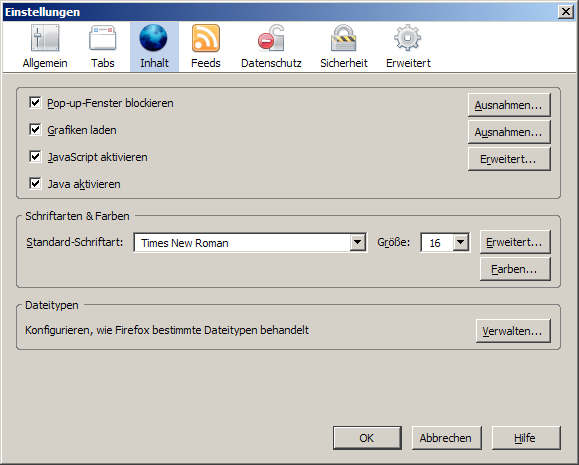 Einstellungen
Allgemein Tabs Inhalt Feeds Datenschutz Sicherheit Erweitert
Pop-up-Fenster blockieren Ausnahmen...
Grafiken laden Ausnahmen...
JavaScript aktivieren Erweitert...
Java aktivieren
Schriftarten & Farben
Standard-Schriftart: Times New Roman Größe: 16 Erweitert...
Farben...
Dateitypen
Konfigurieren, wie Firefox bestimmte Dateitypen behandelt Verwalten...
OK Abbrechen Hilfe